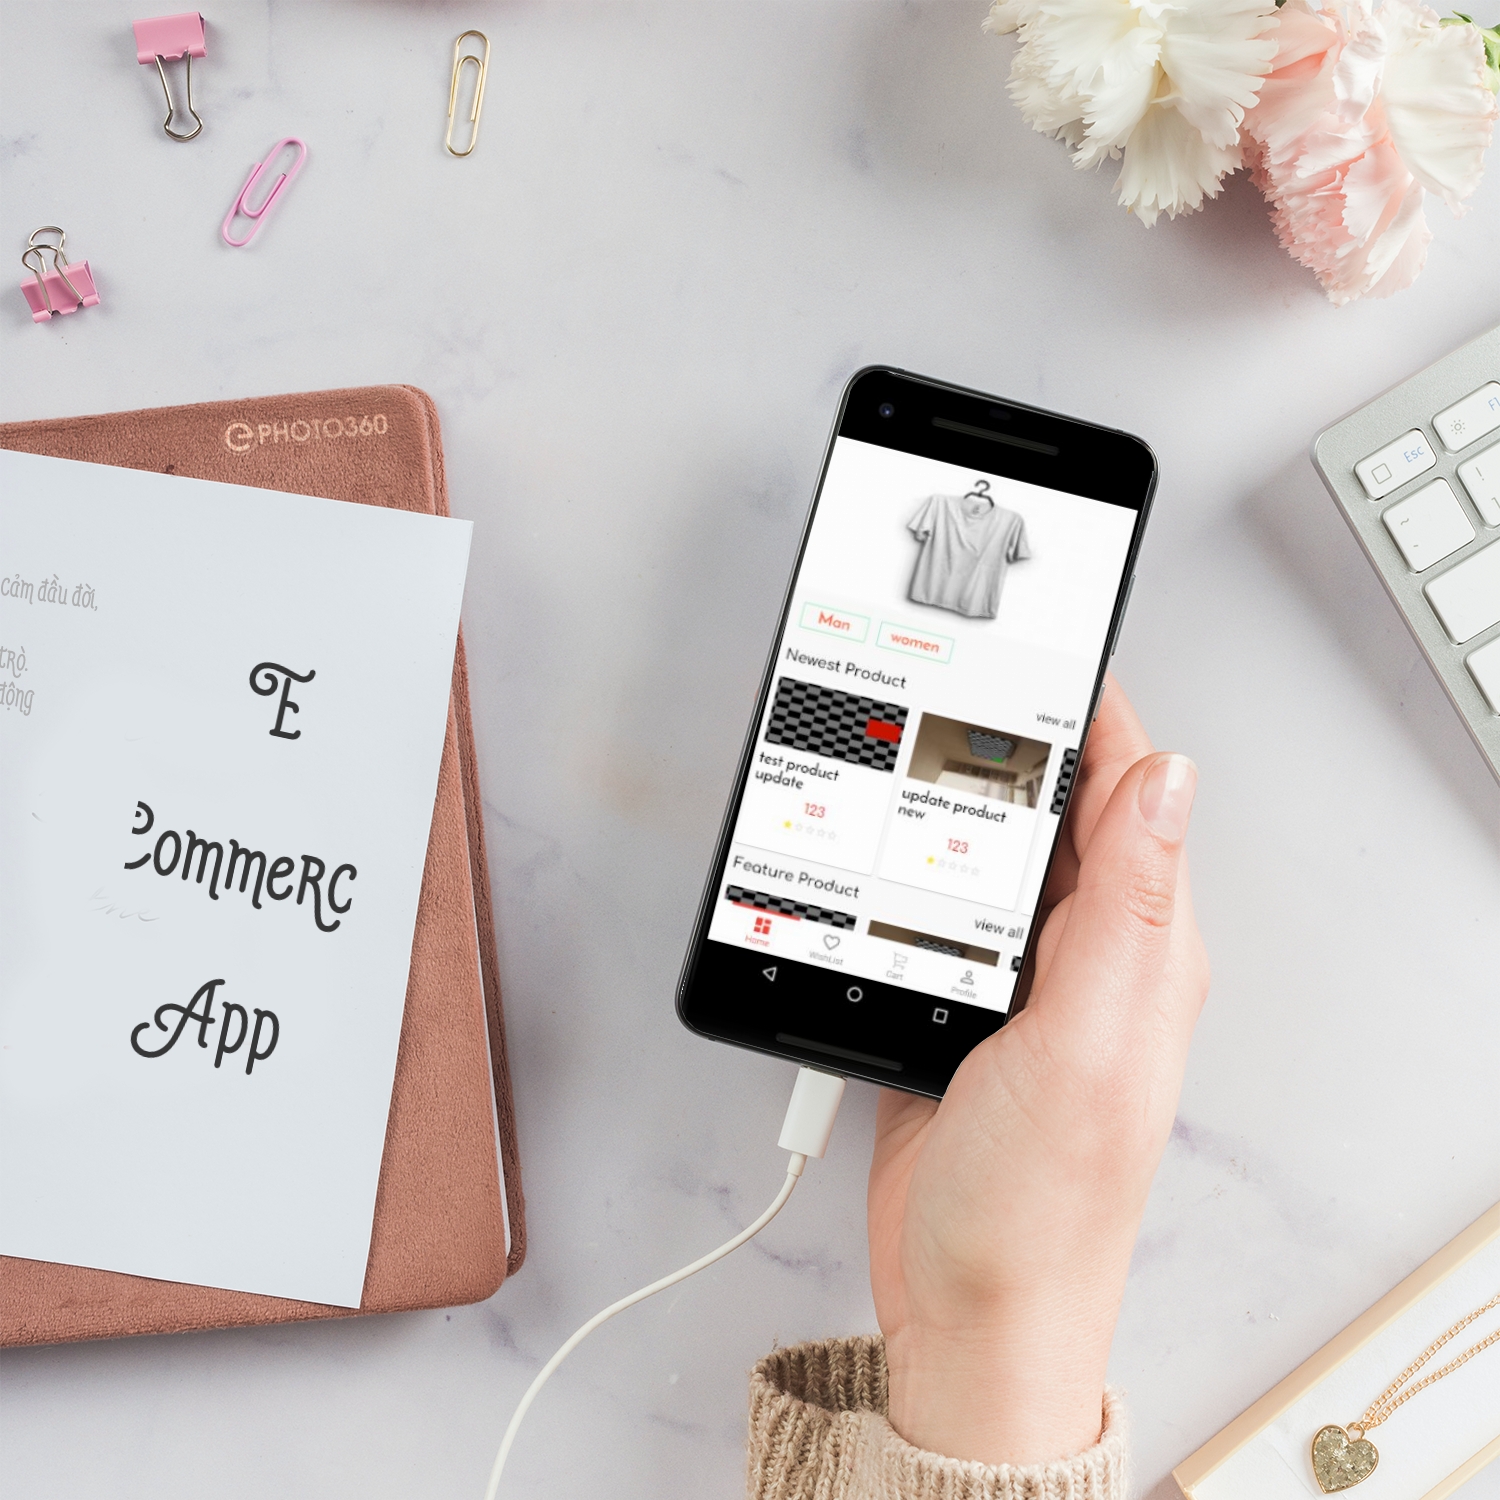 PHOTO360
cảm đầu đời,
trò.
động
E
Commerc
App
Man
women
Newest Product
view all
test product
update
123
update product
new
123
Feature Product
view all
Home
WishList
Cart
Profile
Esc
F1
~
!